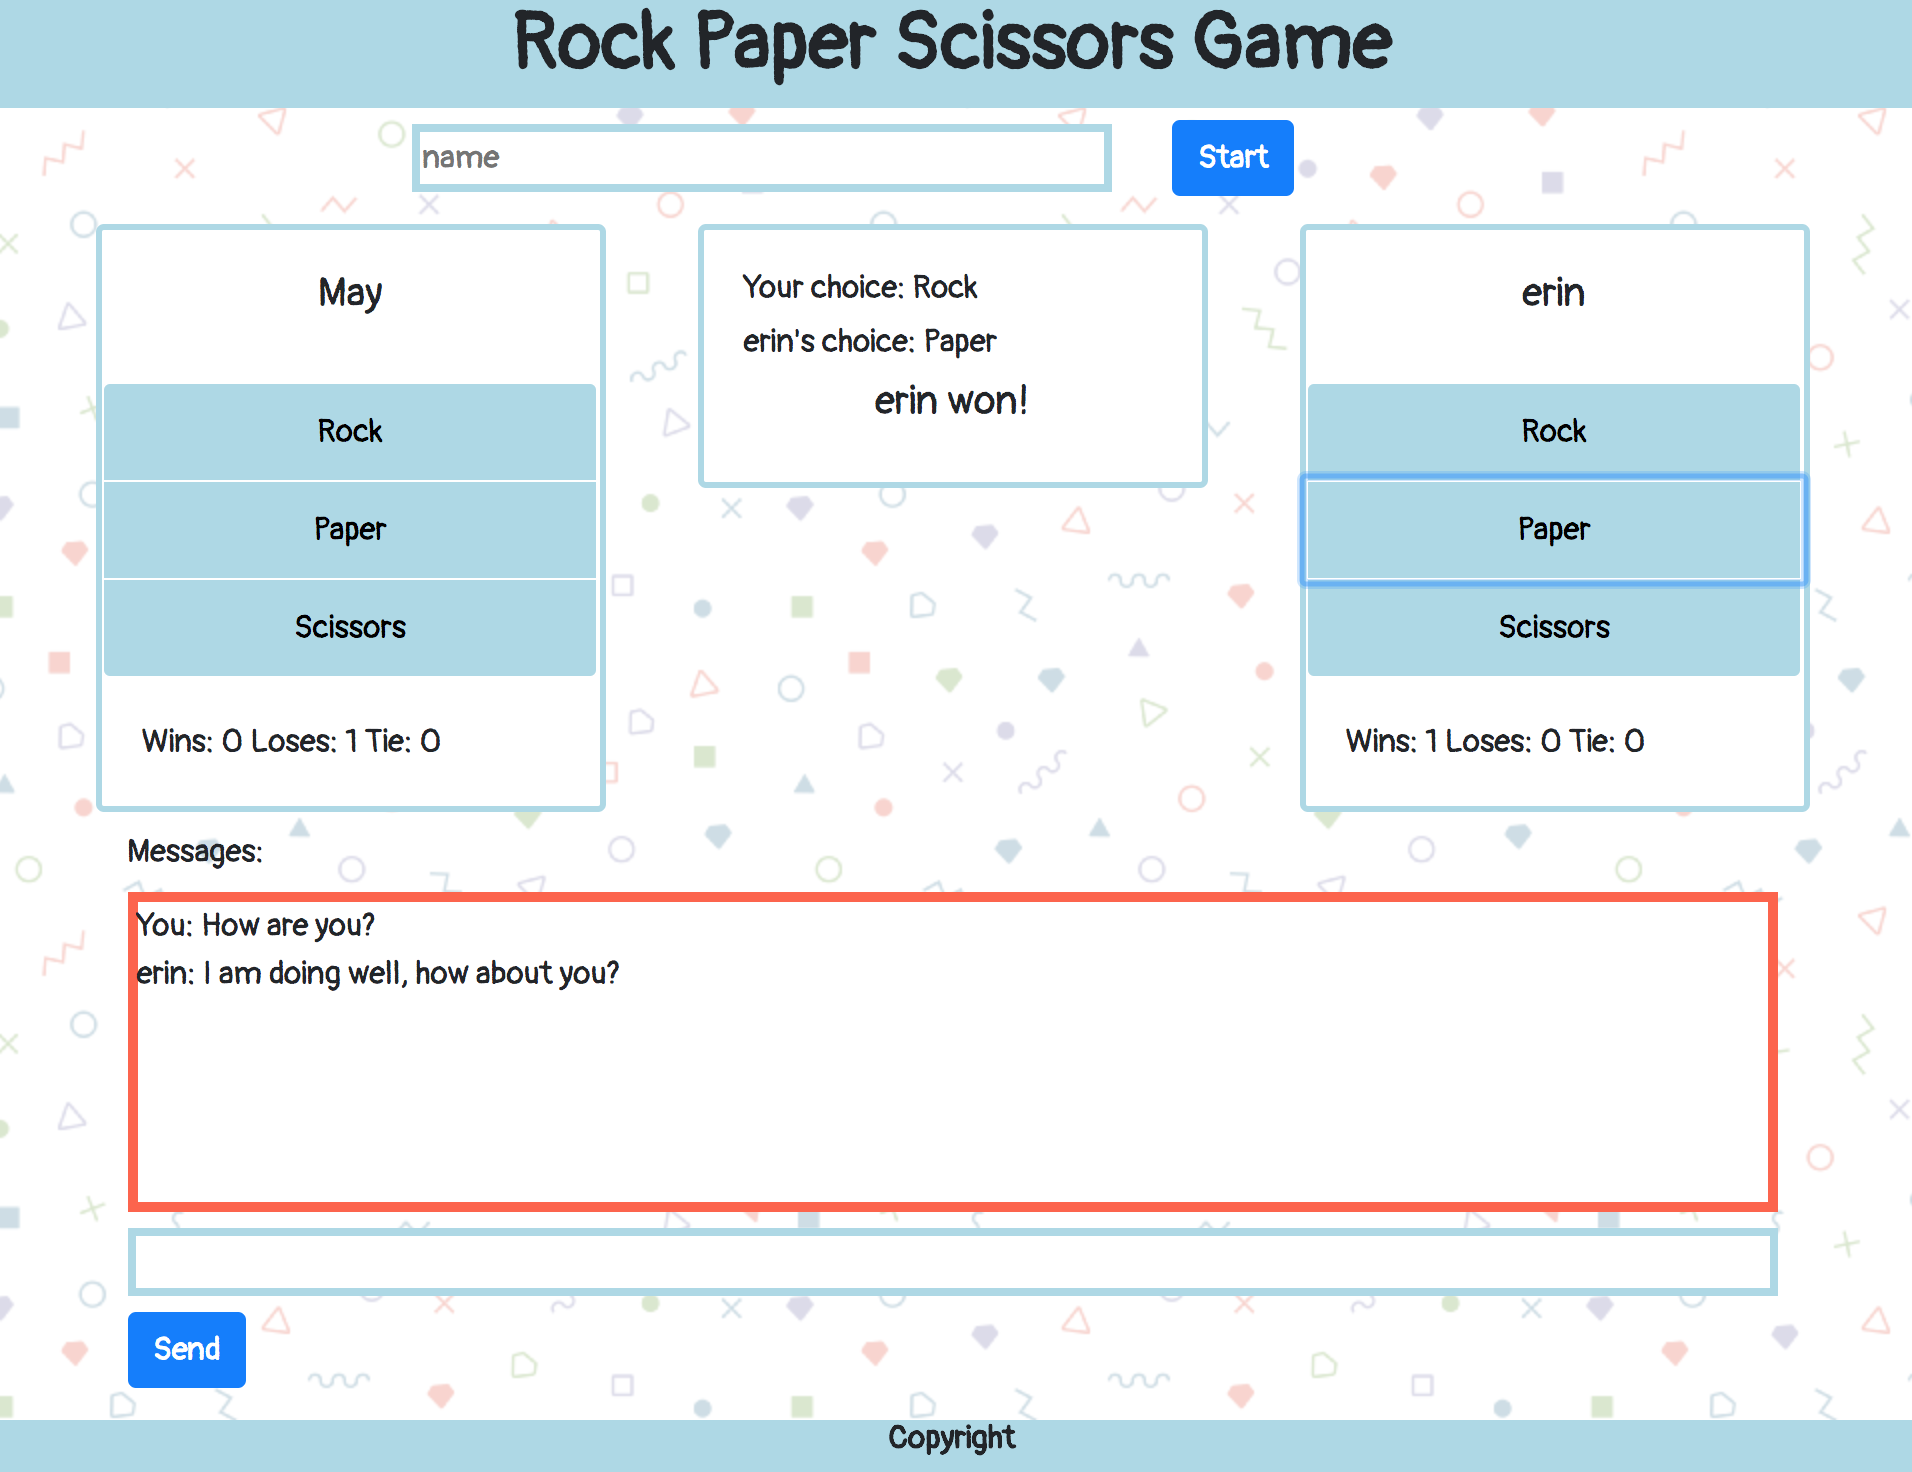 Rock Paper Scissors Game
name
Start
May
Rock
Paper
Scissors
Wins: 0 Loses: 1 Tie: 0
Your choice: Rock
erin's choice: Paper
erin won!
erin
Rock
Paper
Scissors
Wins: 1 Loses: 0 Tie: 0
Messages:
You: How are you?
erin: I am doing well, how about you?
Send
Copyright